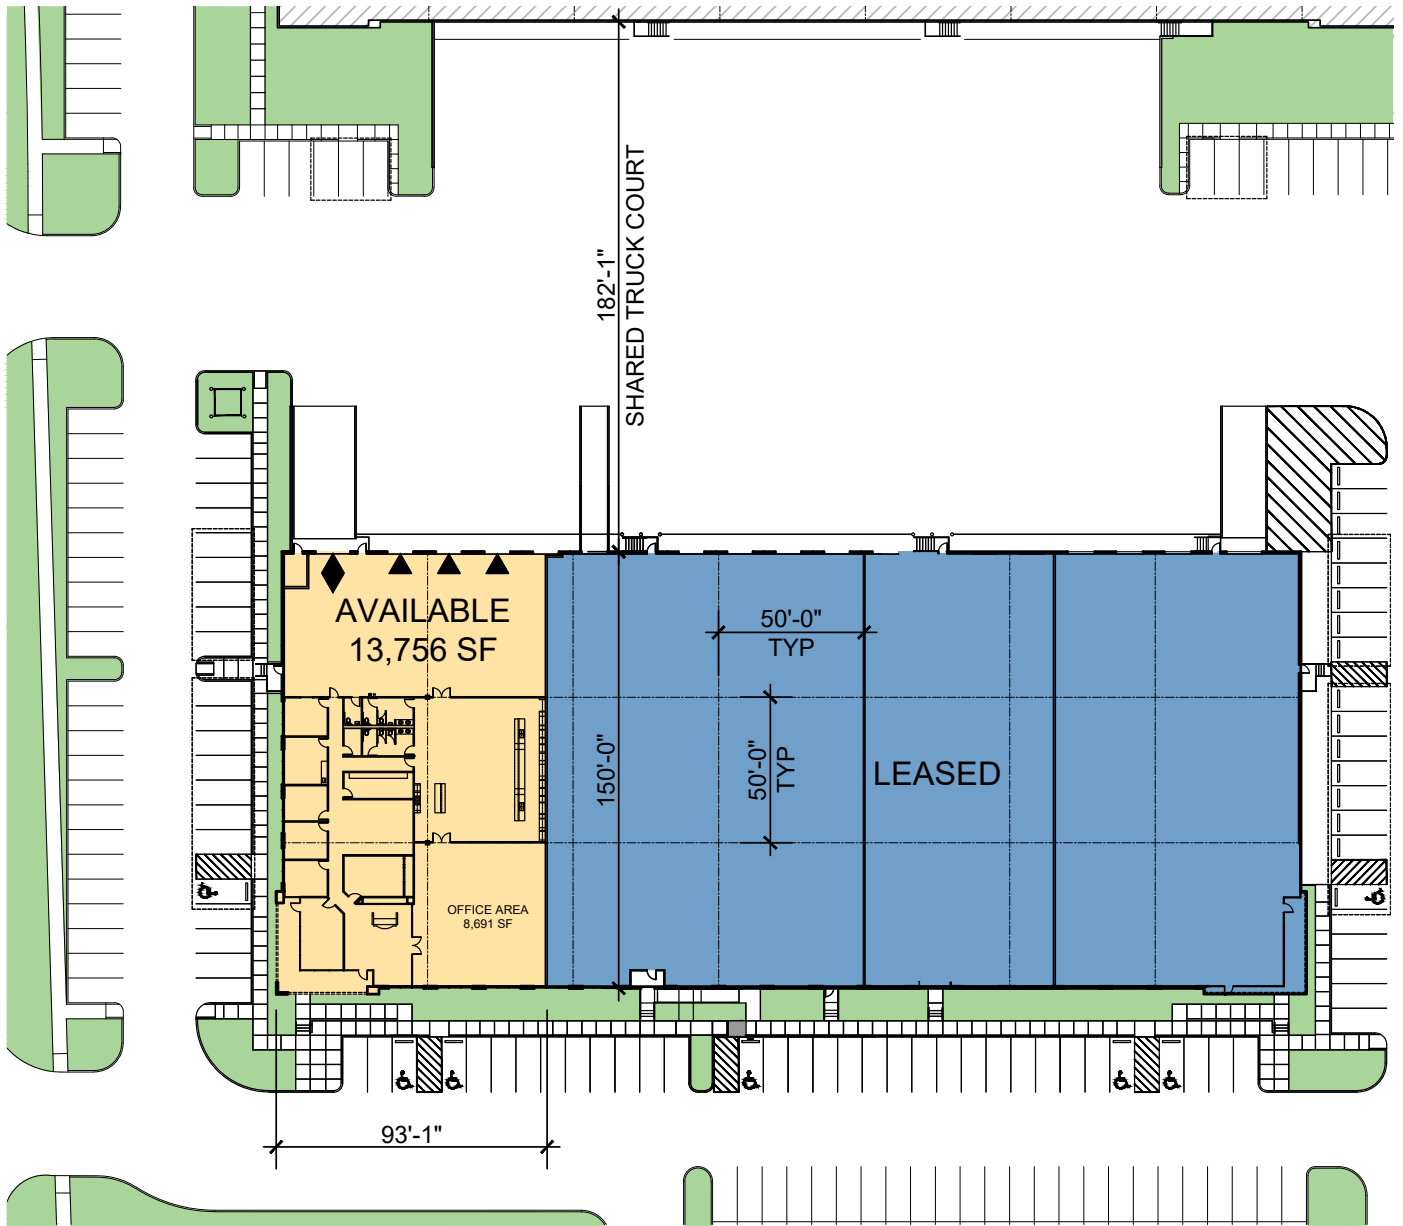 182'-1"
SHARED TRUCK COURT
AVAILABLE
13,756 SF
50'-0"
TYP
150'-0"
50'-0"
TYP
LEASED
OFFICE AREA
8,691 SF
93'-1"